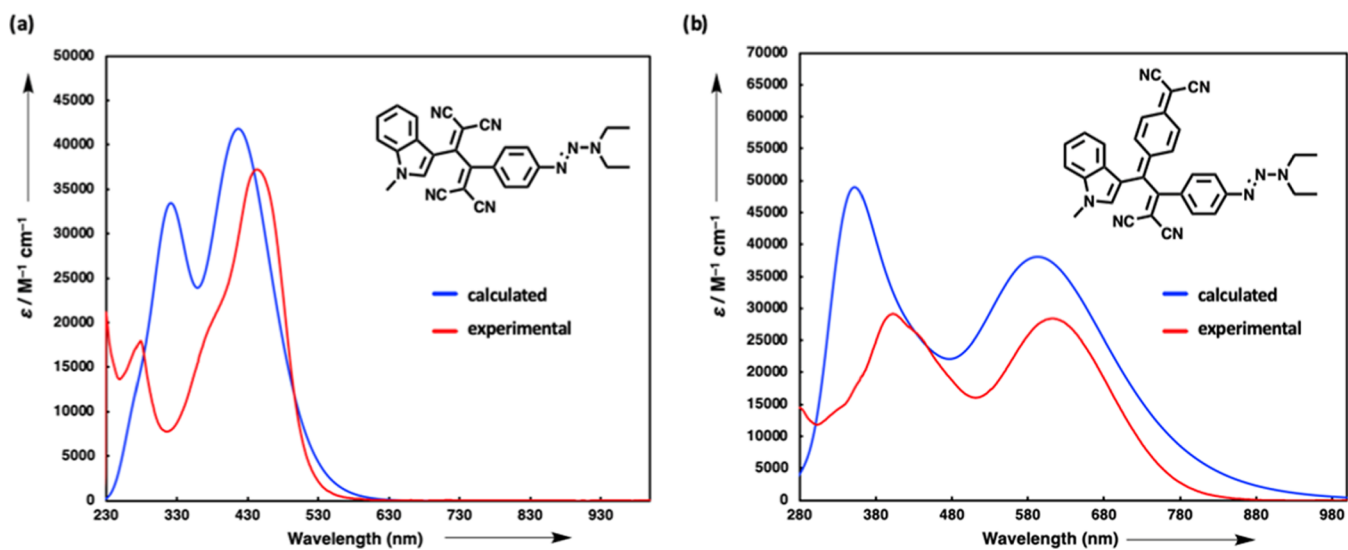 (a)
50000
45000
40000
35000
30000
25000
20000
15000
10000
5000
0
ε / M⁻¹ cm⁻¹
230 330 430 530 630 730 830 930
Wavelength (nm)
NC
CN
N
N
N
N
NC
CN
calculated
experimental
(b)
70000
65000
60000
55000
50000
45000
40000
35000
30000
25000
20000
15000
10000
5000
0
ε / M⁻¹ cm⁻¹
280 380 480 580 680 780 880 980
Wavelength (nm)
NC
CN
N
N
N
N
NC
CN
calculated
experimental